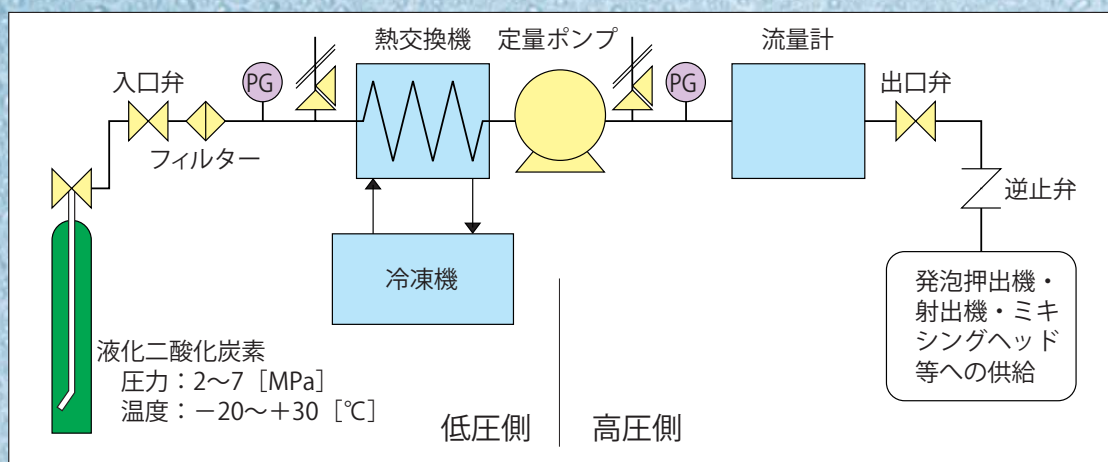 熱交換機
定量ポンプ
流量計
入口弁
PG
PG
出口弁
フィルター
逆止弁
冷凍機
発泡押出機・
射出機・ミキ
シングヘッド
等への供給
液化二酸化炭素
圧力：2～7［MPa］
温度：－20～＋30［℃］
低圧側
高圧側